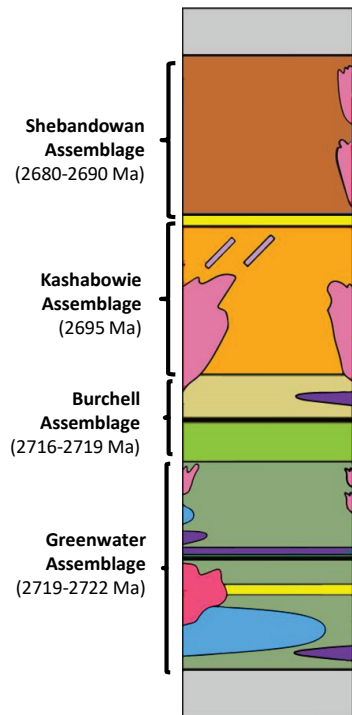 Shebandowan
Assemblage
(2680-2690 Ma)
Kashabowie
Assemblage
(2695 Ma)
Burchell
Assemblage
(2716-2719 Ma)
Greenwater
Assemblage
(2719-2722 Ma)